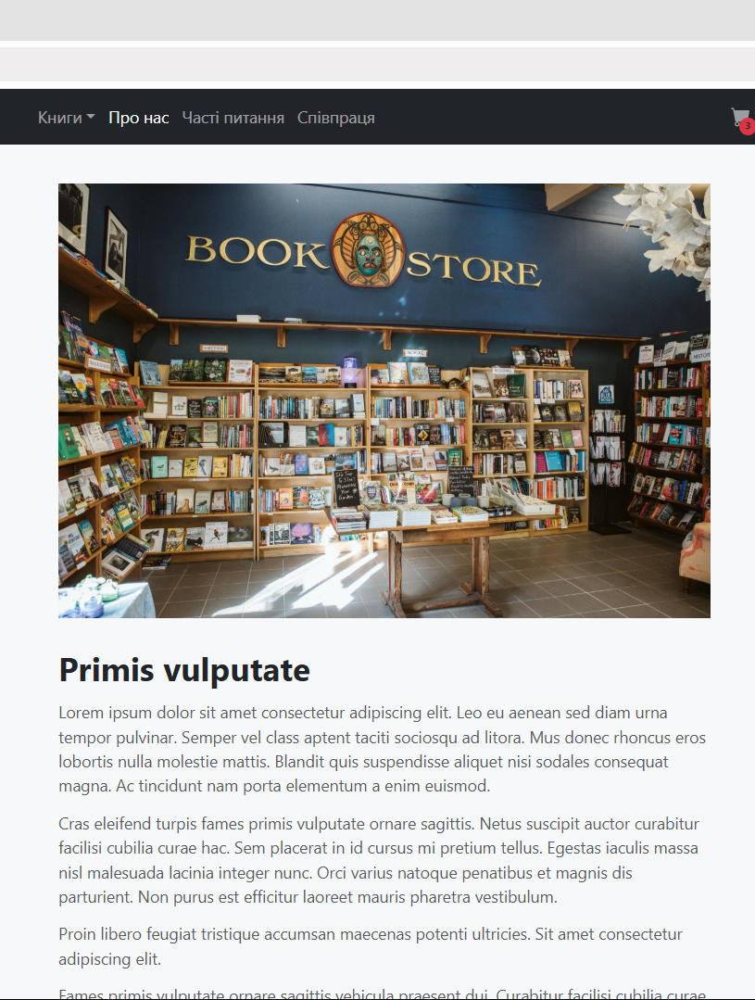 Книги Про нас Часті питання Співпраця
3
BOOK STORE
Primis vulputate
Lorem ipsum dolor sit amet consectetur adipiscing elit. Leo eu aenean sed diam urna
tempor pulvinar. Semper vel class aptent taciti sociosqu ad litora. Mus donec rhoncus eros
lobortis nulla molestie mattis. Blandit quis suspendisse aliquet nisi sodales consequat
magna. Ac tincidunt nam porta elementum a enim euismod.
Cras eleifend turpis fames primis vulputate ornare sagittis. Netus suscipit auctor curabitur
facilisi cubilia curae hac. Sem placerat in id cursus mi pretium tellus. Egestas iaculis massa
nisl malesuada lacinia integer nunc. Orci varius natoque penatibus et magnis dis
parturient. Non purus est efficitur laoreet mauris pharetra vestibulum.
Proin libero feugiat tristique accumsan maecenas potenti ultricies. Sit amet consectetur
adipiscing elit.
Fames primis vulputate ornare sagittis vehicula praesent dui. Curabitur facilisi cubilia curae